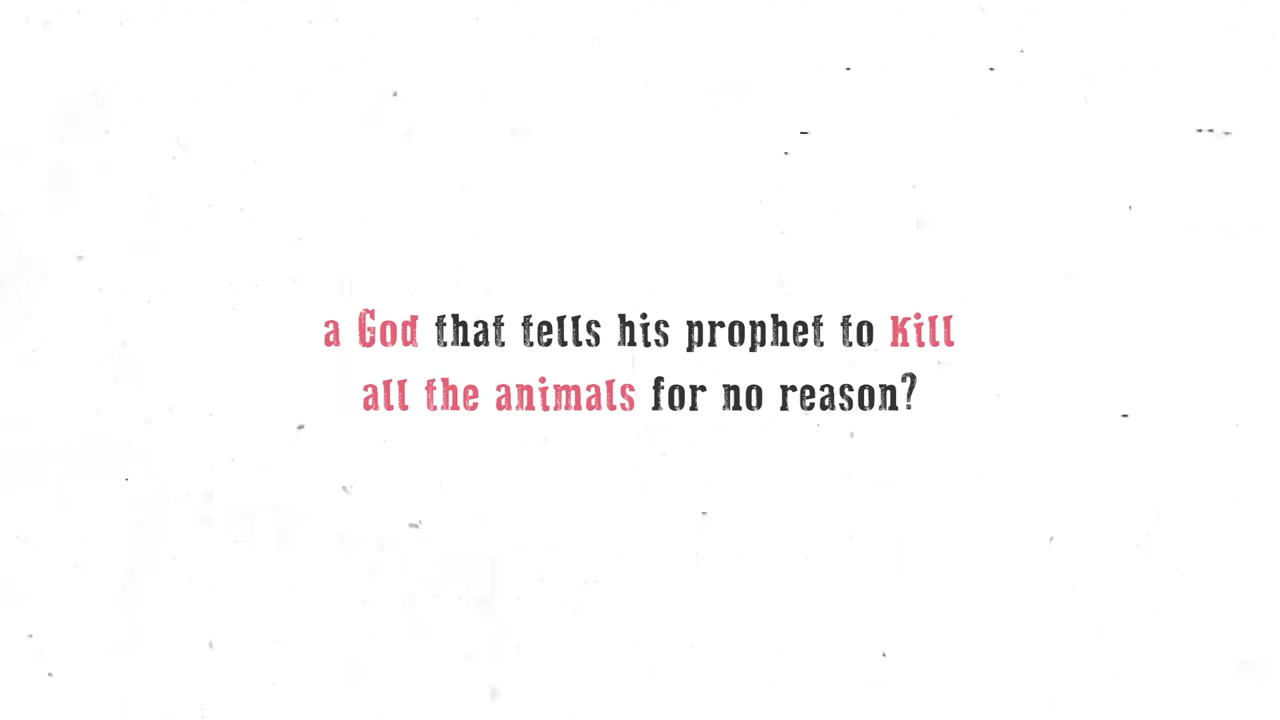 a God that tells his prophet to Kill
all the animals for no reason?